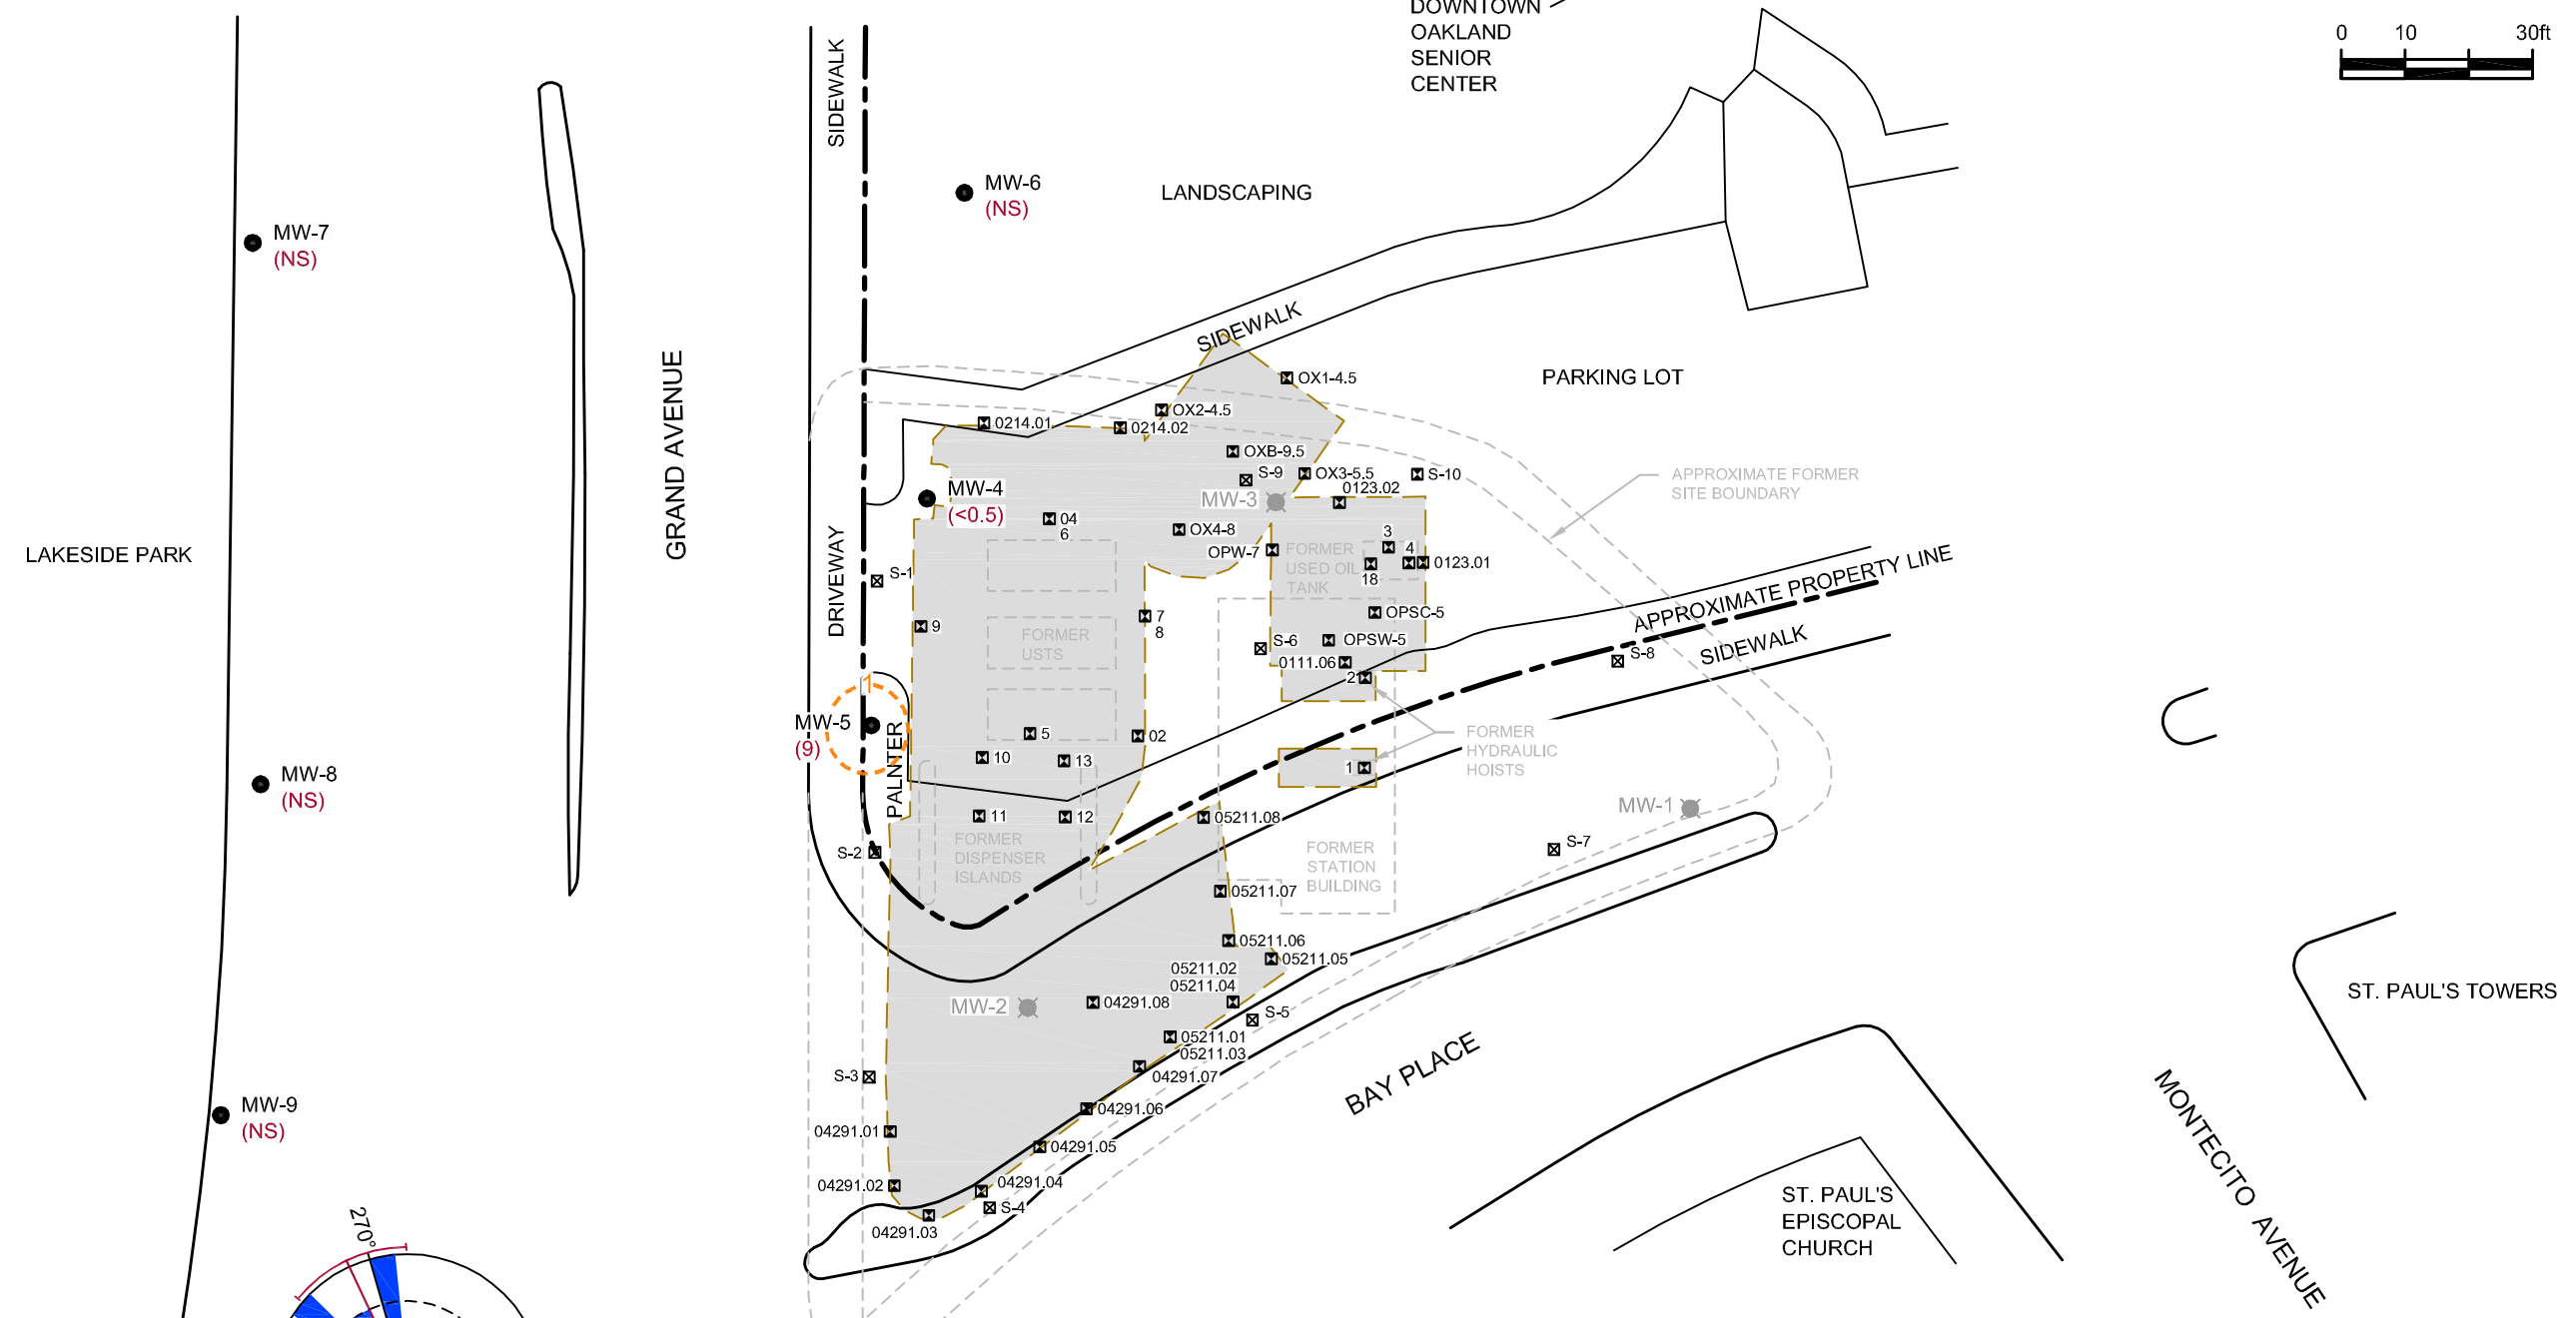 DOWNTOWN
OAKLAND
SENIOR
CENTER
0 10 30ft
SIDEWALK
MW-6
(NS)
LANDSCAPING
MW-7
(NS)
SIDEWALK
GRAND AVENUE
PARKING LOT
OX1-4.5
OX2-4.5
0214.01
0214.02
OXB-9.5
S-9
OX3-5.5
S-10
APPROXIMATE FORMER
SITE BOUNDARY
MW-4
(<0.5)
MW-3
0123.02
04
6
OX4-8
OPW-7
FORMER
USED OIL
TANK
3
4
18
0123.01
LAKESIDE PARK
DRIVEWAY
S-1
9
7
8
FORMER
USTS
OPSC-5
OPSW-5
S-6
0111.06
2
APPROXIMATE PROPERTY LINE
S-8
SIDEWALK
MW-5
(9)
PALNTER
5
02
10
13
FORMER
HYDRAULIC
HOISTS
1
MW-8
(NS)
11
12
05211.08
MW-1
S-2
FORMER
DISPENSER
ISLANDS
FORMER
STATION
BUILDING
S-7
05211.07
05211.06
05211.05
05211.02
05211.04
MW-2
04291.08
S-5
05211.01
05211.03
ST. PAUL'S TOWERS
S-3
04291.07
BAY PLACE
MW-9
(NS)
04291.06
04291.01
04291.05
04291.02
04291.04
S-4
04291.03
MONTECITO AVENUE
ST. PAUL'S
EPISCOPAL
CHURCH
270°
1